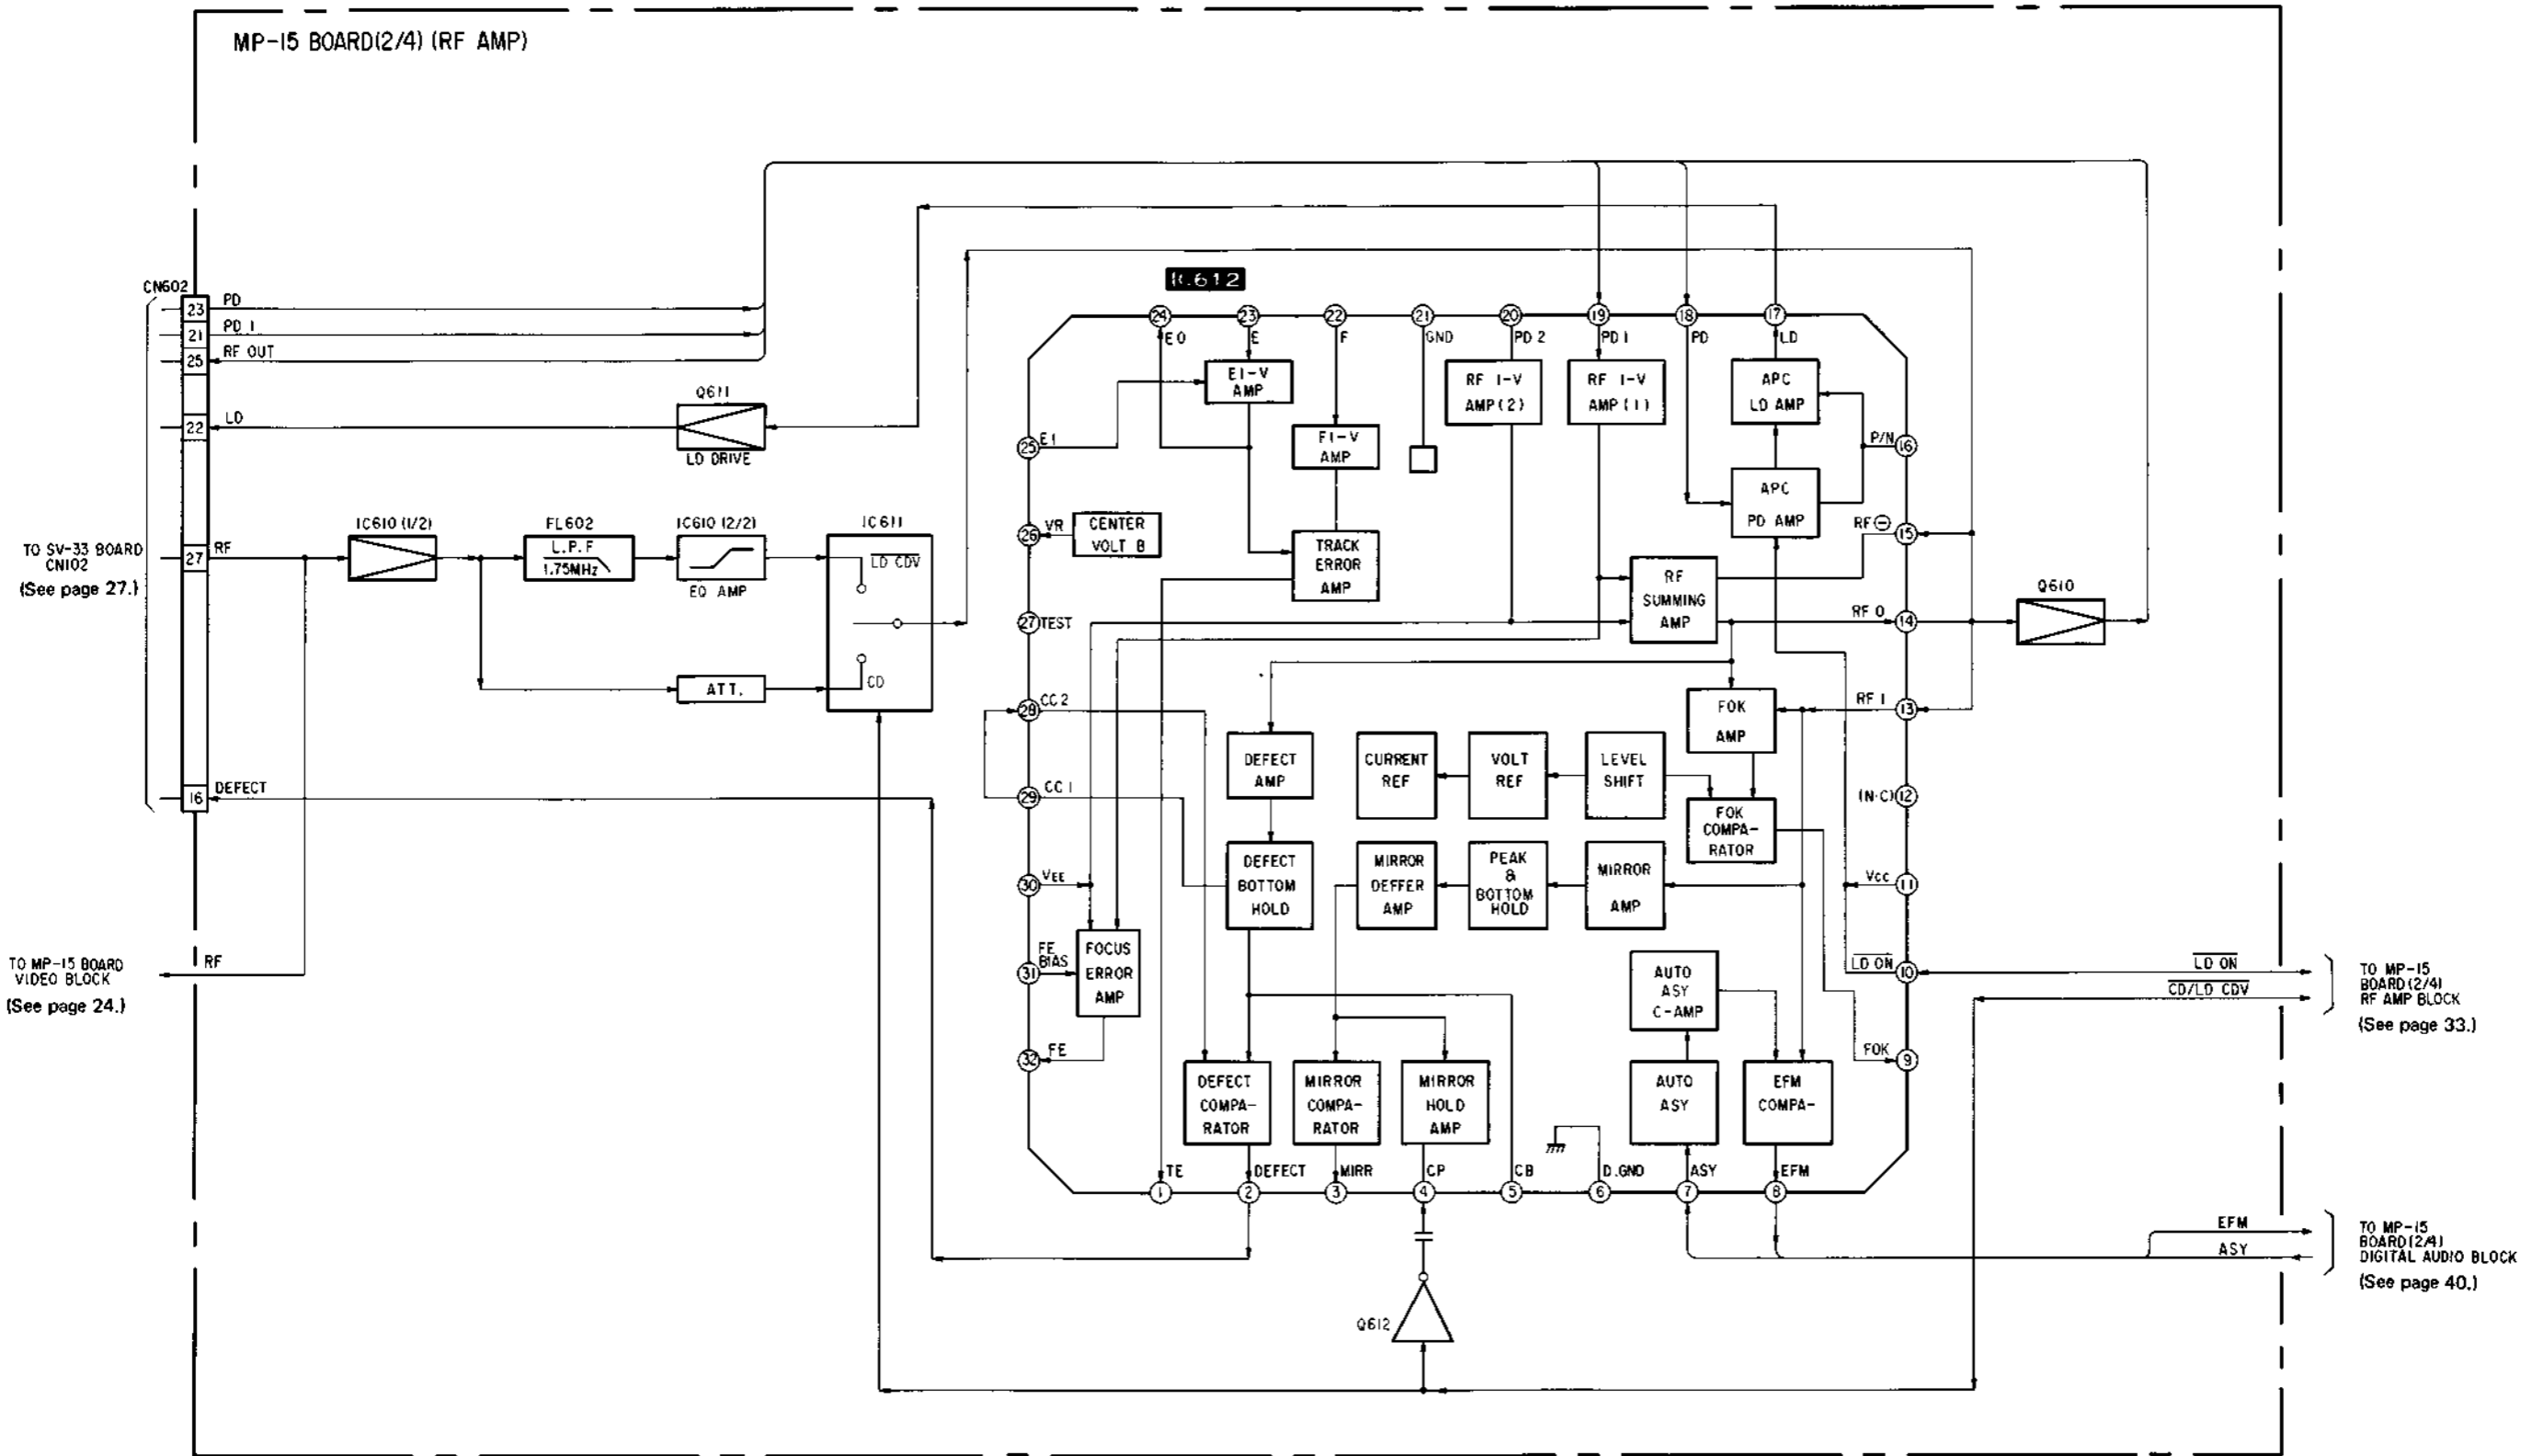 MP-15 BOARD(2/4) (RF AMP)
CN602
23
PD
21
PD 1
25
RF OUT
22
LD
Q611
LD DRIVE
TO SV-33 BOARD
CN102
(See page 27.)
27
RF
IC610 (1/2)
FL602
L.P.F
1.75MHz
IC610 (2/2)
EQ AMP
IC611
LD CDV
CD
ATT.
16
DEFECT
TO MP-15 BOARD
VIDEO BLOCK
(See page 24.)
RF
IC612
24
23
22
21
20
19
18
17
EO
E
F
GND
PD 2
PD 1
PD
LD
EI-V
AMP
FI-V
AMP
RF I-V
AMP(2)
RF I-V
AMP(1)
APC
LD AMP
APC
PD AMP
25
EI
26
VR
CENTER
VOLT B
27
TEST
28
CC 2
29
CC 1
30
VEE
31
FE
BIAS
32
FE
TRACK
ERROR
AMP
RF
SUMMING
AMP
P/N
16
RF⊖
15
RF O
14
Q610
RF I
13
(N·C)
12
Vcc
11
LD ON
10
FOK
9
FOK
AMP
DEFECT
AMP
CURRENT
REF
VOLT
REF
LEVEL
SHIFT
FOK
COMPA-
RATOR
DEFECT
BOTTOM
HOLD
MIRROR
DEFFER
AMP
PEAK
&
BOTTOM
HOLD
MIRROR
AMP
FOCUS
ERROR
AMP
AUTO
ASY
C-AMP
DEFECT
COMPA-
RATOR
MIRROR
COMPA-
RATOR
MIRROR
HOLD
AMP
AUTO
ASY
EFM
COMPA-
TE
DEFECT
MIRR
CP
CB
D.GND
ASY
EFM
1
2
3
4
5
6
7
8
Q612
LD ON
CD/LD CDV
TO MP-15
BOARD(2/4)
RF AMP BLOCK
(See page 33.)
EFM
ASY
TO MP-15
BOARD(2/4)
DIGITAL AUDIO BLOCK
(See page 40.)